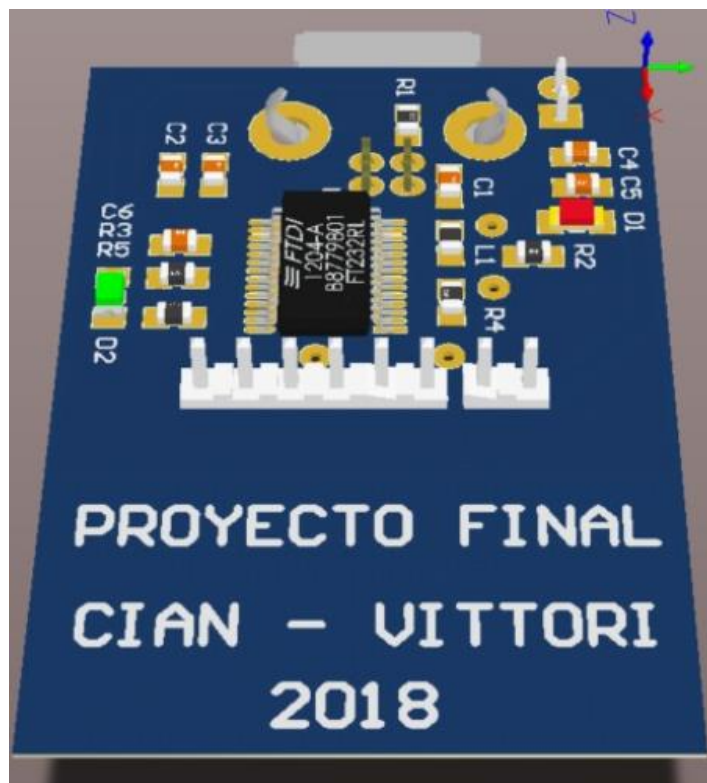 Z
R1
C2
C3
C4
C5
C1
D1
R2
L1
R4
C6
R3
R5
D2
FTDI
1204-A
B8779B01
FT232RL
PROYECTO FINAL
CIAN - VITTORI
2018